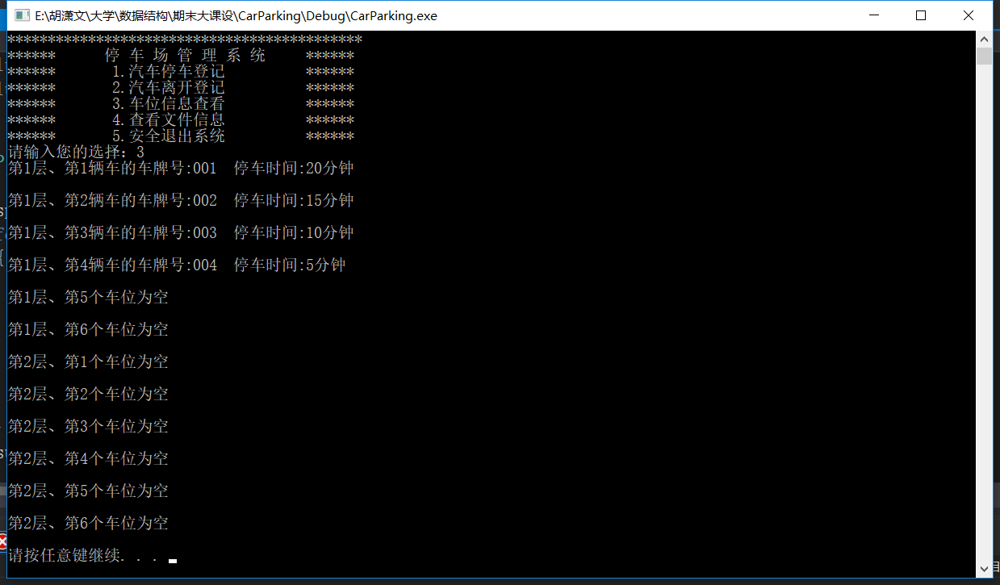 E:\胡潇文\大学\数据结构\期末大课设\CarParking\Debug\CarParking.exe
********************************************
******      停 车 场 管 理 系 统     ******
******       1.汽车停车登记          ******
******       2.汽车离开登记          ******
******       3.车位信息查看          ******
******       4.查看文件信息          ******
******       5.安全退出系统          ******
请输入您的选择: 3
第1层、第1辆车的车牌号:001  停车时间:20分钟
第1层、第2辆车的车牌号:002  停车时间:15分钟
第1层、第3辆车的车牌号:003  停车时间:10分钟
第1层、第4辆车的车牌号:004  停车时间:5分钟
第1层、第5个车位为空
第1层、第6个车位为空
第2层、第1个车位为空
第2层、第2个车位为空
第2层、第3个车位为空
第2层、第4个车位为空
第2层、第5个车位为空
第2层、第6个车位为空
请按任意键继续. . .